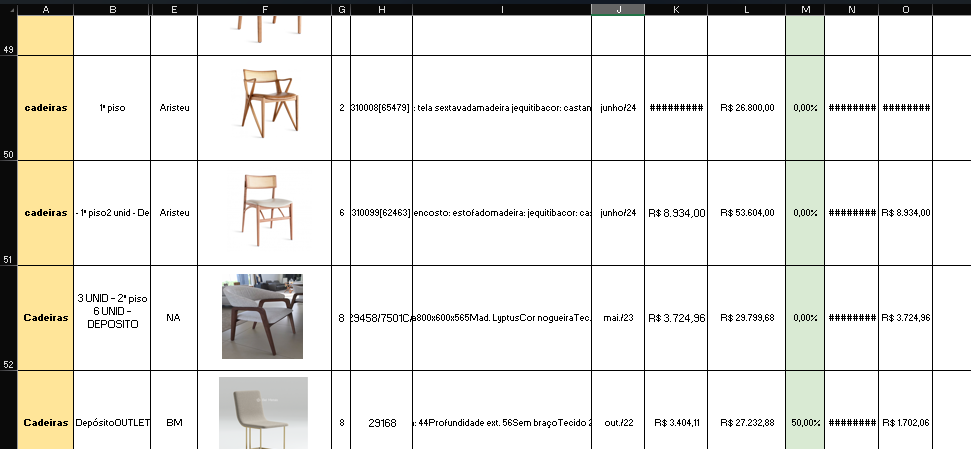 A B E F G H I J K L M N O
49
cadeiras 1º piso Aristeu 2 310008[65479] : tela sextavadamadeira jequitibacor: castan junho/24 ######### R$ 26.800,00 0,00% ######## ########
50
cadeiras - 1º piso2 unid - De Aristeu 6 310099[62463] encosto: estofadomadeira: jequitibacor: cas junho/24 R$ 8.934,00 R$ 53.604,00 0,00% ######## R$ 8.934,00
51
3 UNID - 2º piso
6 UNID -
DEPOSITO
Cadeiras NA 8 29458/7501CA 800x600x565Mad. LyptusCor nogueiraTec. mai./23 R$ 3.724,96 R$ 29.799,68 0,00% ######## R$ 3.724,96
52
Cadeiras DepósitoOUTLET BM 8 29168 : 44Profundidade ext. 56Sem braçoTecido 2 out./22 R$ 3.404,11 R$ 27.232,88 50,00% ######## R$ 1.702,06